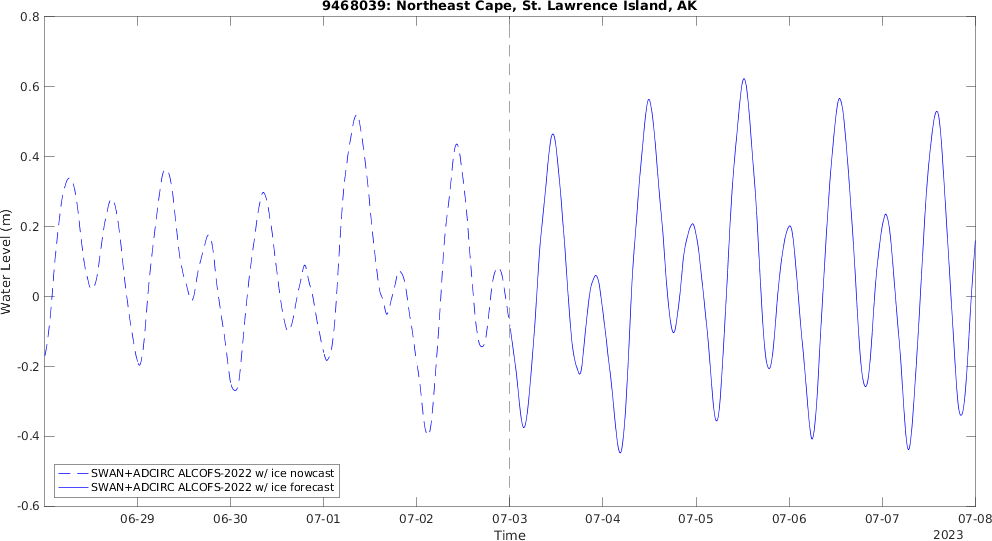 9468039: Northeast Cape, St. Lawrence Island, AK
0.8
0.6
0.4
0.2
0
-0.2
-0.4
-0.6
Water Level (m)
SWAN+ADCIRC ALCOFS-2022 w/ ice nowcast
SWAN+ADCIRC ALCOFS-2022 w/ ice forecast
06-29 06-30 07-01 07-02 07-03 07-04 07-05 07-06 07-07 07-08
Time
2023